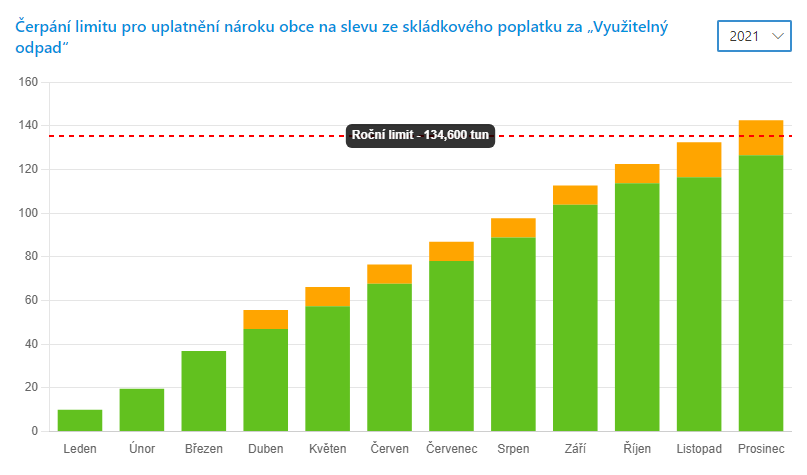 Čerpání limitu pro uplatnění nároku obce na slevu ze skládkového poplatku za „Využitelný
odpad“
2021
160
140
Roční limit - 134,600 tun
120
100
80
60
40
20
0
Leden Únor Březen Duben Květen Červen Červenec Srpen Září Říjen Listopad Prosinec